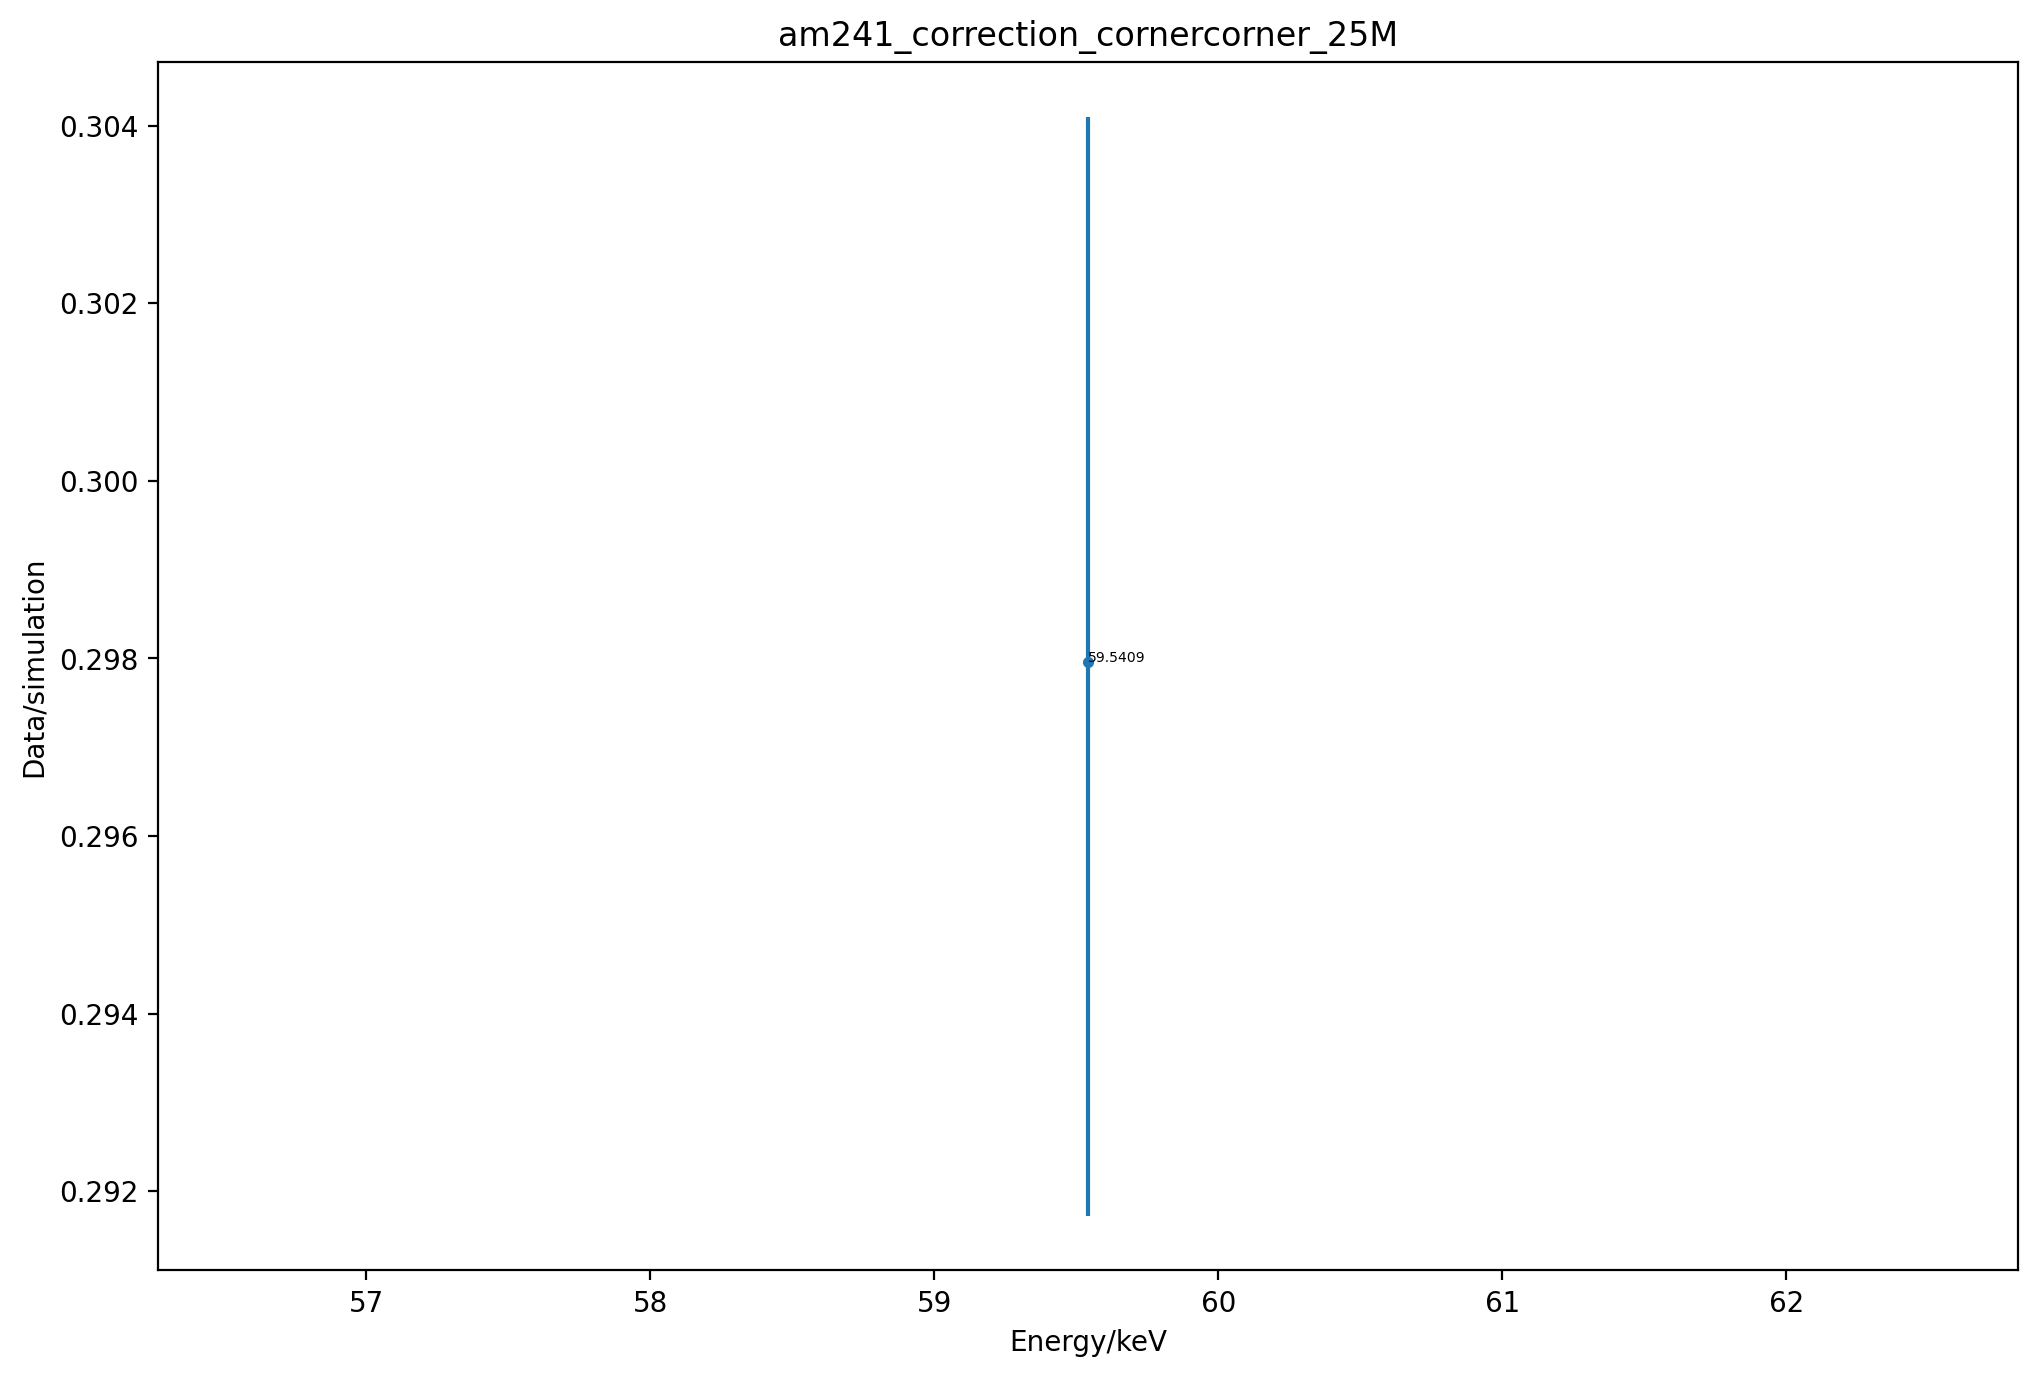 am241_correction_cornercorner_25M
0.304
0.302
0.300
0.298
0.296
0.294
0.292
Data/simulation
59.5409
57 58 59 60 61 62
Energy/keV